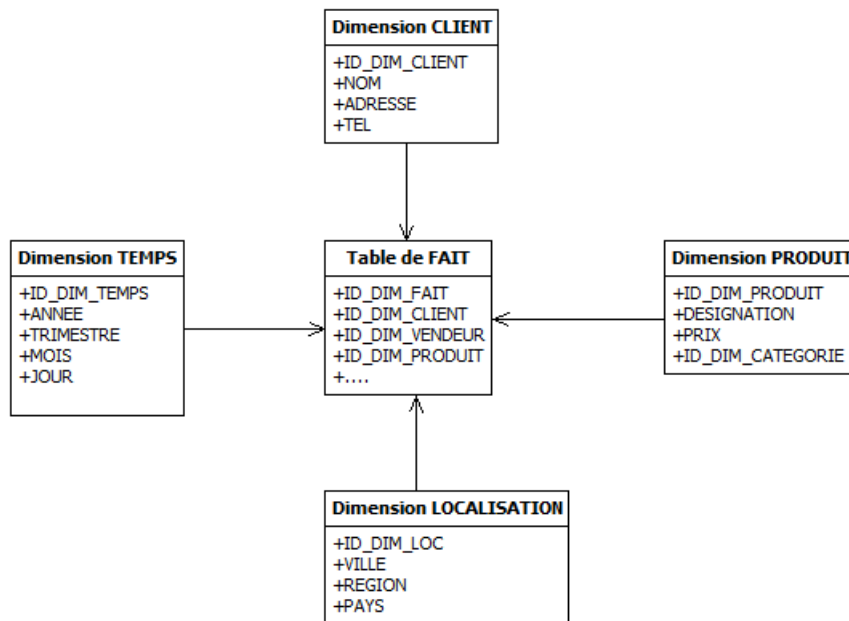 Dimension CLIENT
+ID_DIM_CLIENT
+NOM
+ADRESSE
+TEL
Dimension TEMPS
+ID_DIM_TEMPS
+ANNEE
+TRIMESTRE
+MOIS
+JOUR
Table de FAIT
+ID_DIM_FAIT
+ID_DIM_CLIENT
+ID_DIM_VENDEUR
+ID_DIM_PRODUIT
+....
Dimension PRODUIT
+ID_DIM_PRODUIT
+DESIGNATION
+PRIX
+ID_DIM_CATEGORIE
Dimension LOCALISATION
+ID_DIM_LOC
+VILLE
+REGION
+PAYS